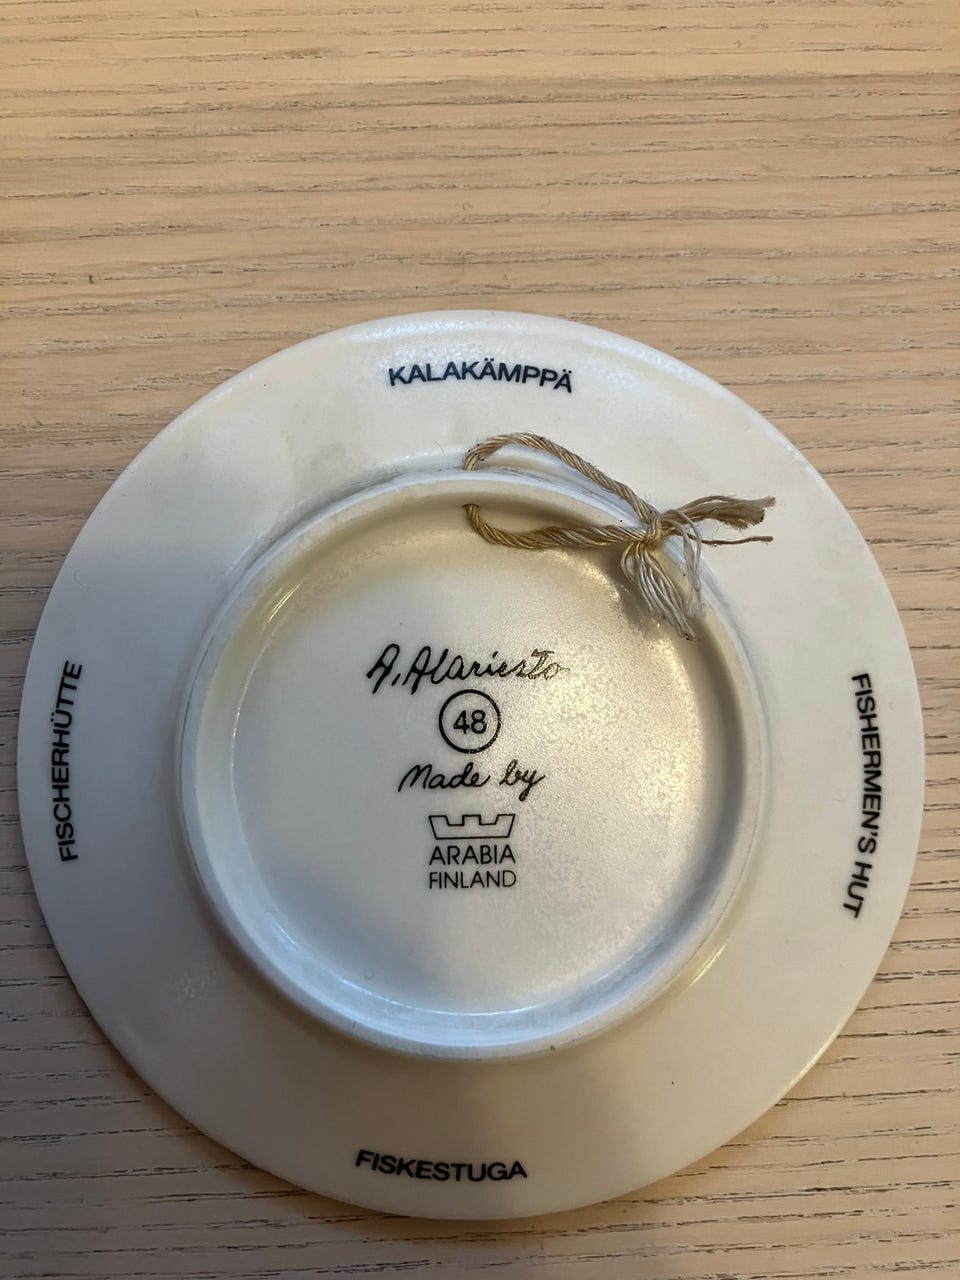 KALAKÄMPPÄ
FISCHERHÜTTE
A. Alariesto
48
Made by
ARABIA
FINLAND
FISHERMEN'S HUT
FISKESTUGA